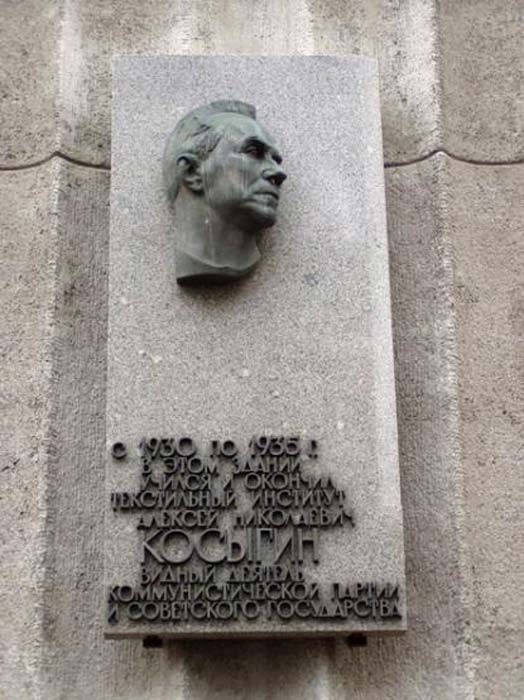 С 1930 ПО 1935 Г.
В ЭТОМ ЗДАНИИ
УЧИЛСЯ И ОКОНЧИЛ
ТЕКСТИЛЬНЫЙ ИНСТИТУТ
АЛЕКСЕЙ НИКОЛАЕВИЧ
КОСЫГИН
ВИДНЫЙ ДЕЯТЕЛЬ
КОММУНИСТИЧЕСКОЙ ПАРТИИ
И СОВЕТСКОГО ГОСУДАРСТВА